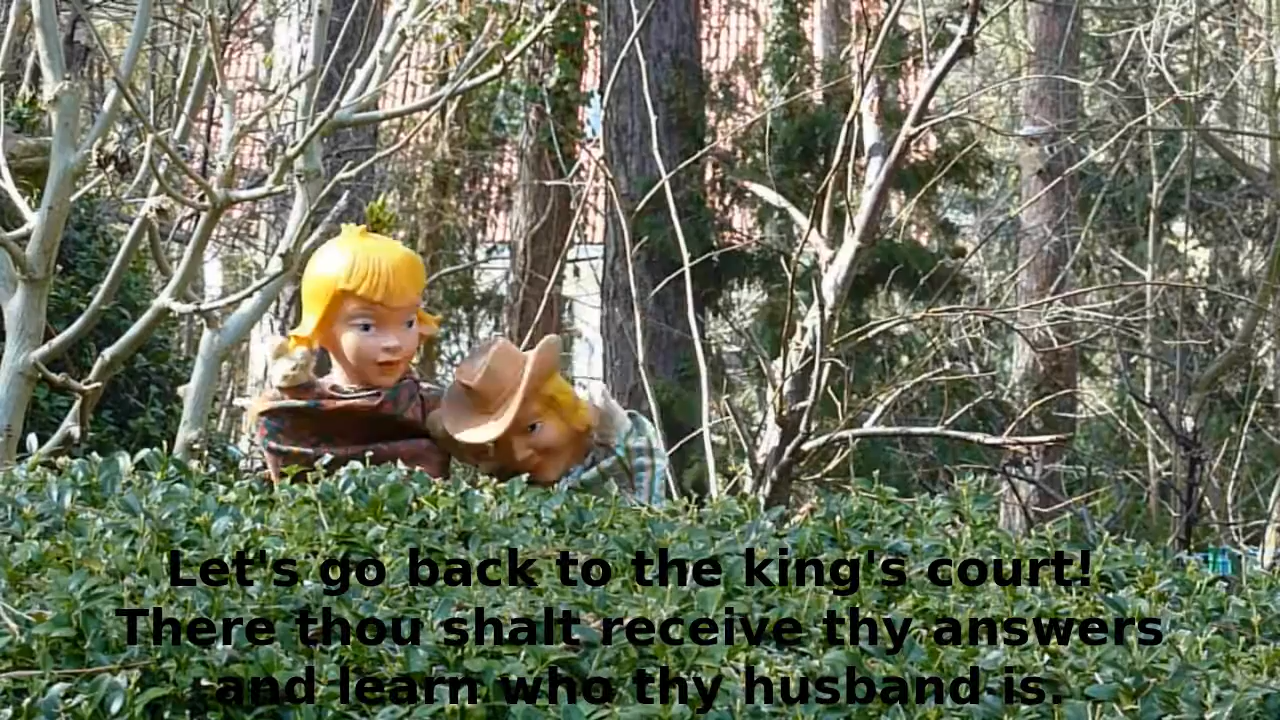 Let's go back to the king's court!
There thou shalt receive thy answers
and learn who thy husband is.